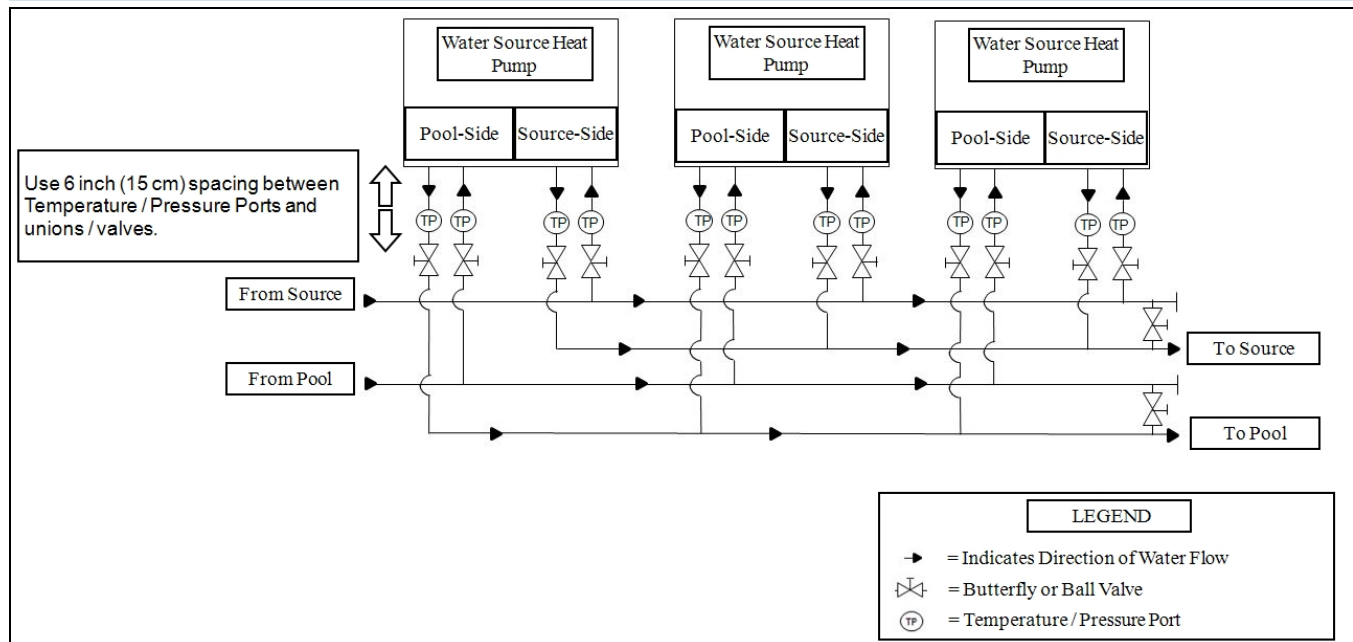 Water Source Heat
Pump
Water Source Heat
Pump
Water Source Heat
Pump
Pool-Side
Source-Side
Pool-Side
Source-Side
Pool-Side
Source-Side
Use 6 inch (15 cm) spacing between
Temperature / Pressure Ports and
unions / valves.
TP
TP
TP
TP
TP
TP
TP
TP
TP
TP
TP
TP
From Source
To Source
From Pool
To Pool
LEGEND
= Indicates Direction of Water Flow
= Butterfly or Ball Valve
TP = Temperature / Pressure Port